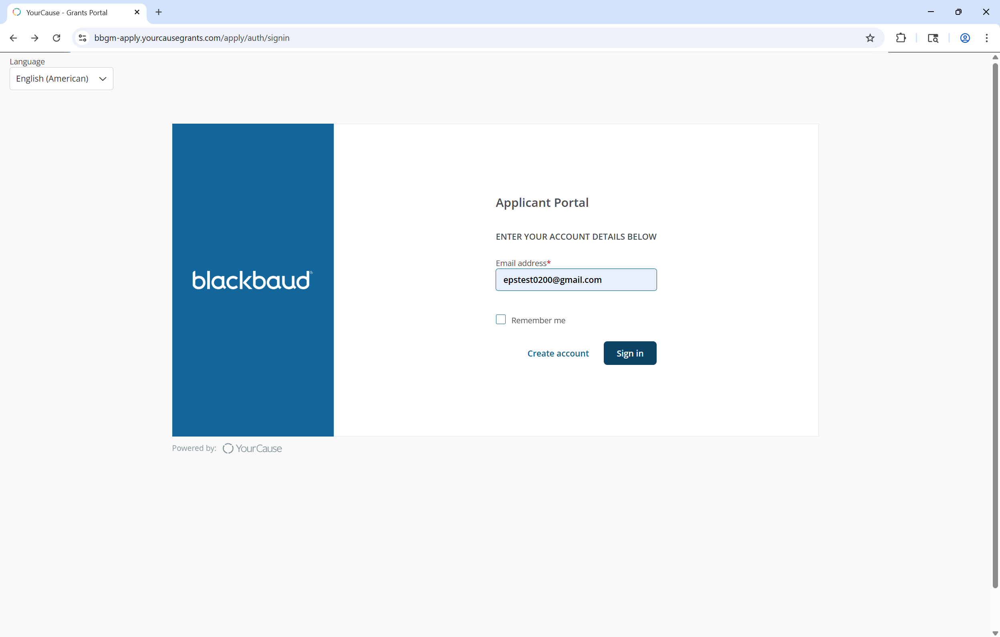 YourCause - Grants Portal
bbgm-apply.yourcausegrants.com/apply/auth/signin
Language
English (American)
blackbaud®
Applicant Portal
ENTER YOUR ACCOUNT DETAILS BELOW
Email address*
epstest0200@gmail.com
Remember me
Create account
Sign in
Powered by: YourCause